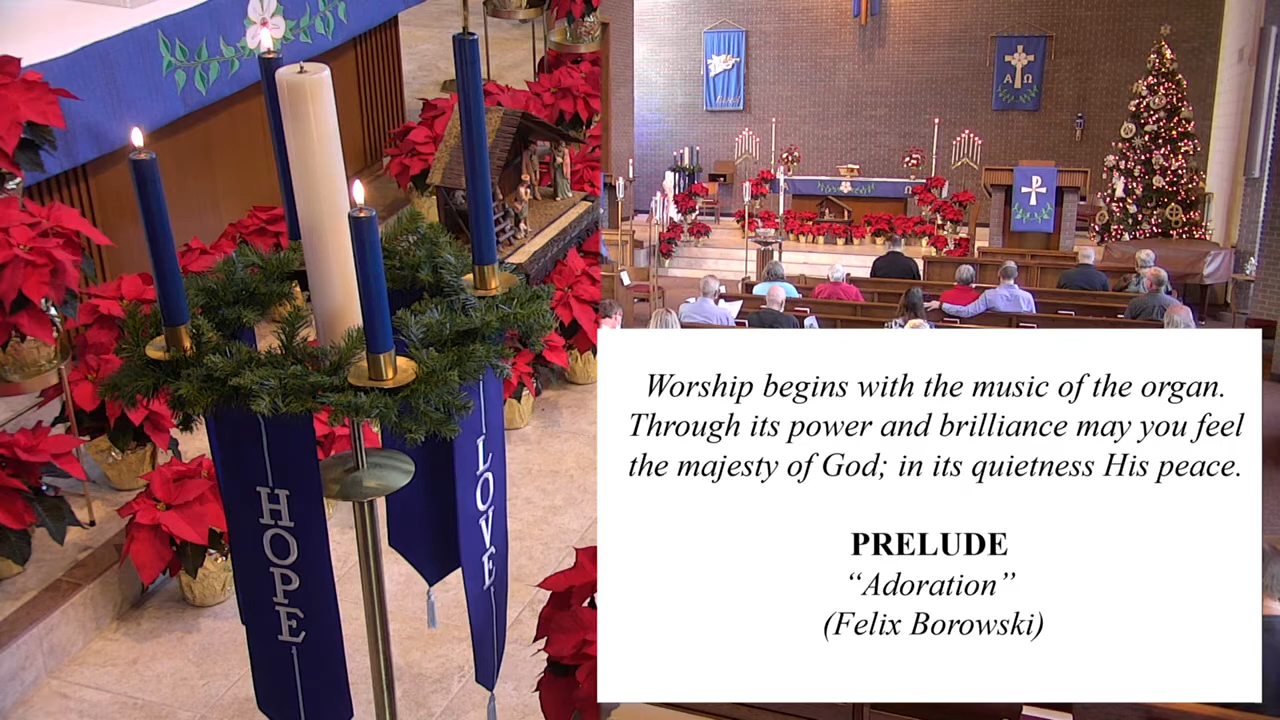 HOPE
LOVE
Α Ω
Worship begins with the music of the organ.
Through its power and brilliance may you feel
the majesty of God; in its quietness His peace.
PRELUDE
“Adoration”
(Felix Borowski)